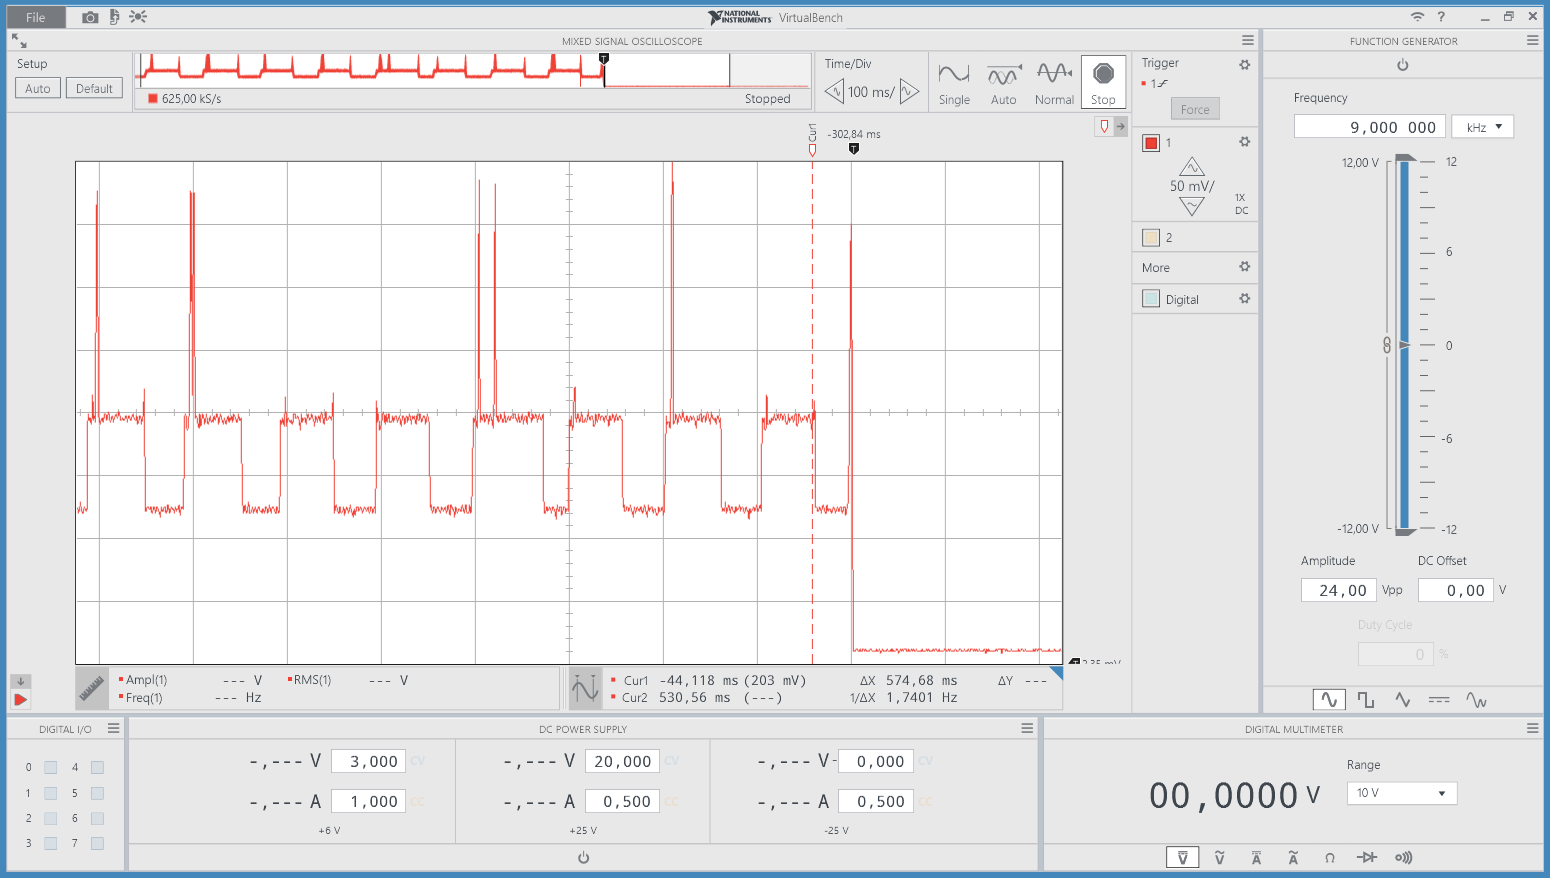 File
NATIONAL INSTRUMENTS VirtualBench
?
MIXED SIGNAL OSCILLOSCOPE
FUNCTION GENERATOR
Setup
Auto Default
T
625,00 kS/s
Stopped
Time/Div
100 ms/
Single Auto Normal Stop
Trigger
1
Force
1
50 mV/
1X
DC
2
More
Digital
Cur1
-302,84 ms
T
Frequency
9,000 000 kHz
12,00 V
12
6
0
-6
-12,00 V
-12
Amplitude DC Offset
24,00 Vpp 0,00 V
Duty Cycle
0 %
Ampl(1) --- V RMS(1) --- V
Freq(1) --- Hz
Cur1 -44,118 ms (203 mV) ΔX 574,68 ms ΔY ---
Cur2 530,56 ms (---) 1/ΔX 1,7401 Hz
DIGITAL I/O
0 4
1 5
2 6
3 7
DC POWER SUPPLY
-,--- V 3,000 CV
-,--- A 1,000 CC
+6 V
-,--- V 20,000 CV
-,--- A 0,500 CC
+25 V
-,--- V - 0,000 CV
-,--- A 0,500 CC
-25 V
DIGITAL MULTIMETER
00,0000 V
Range
10 V
V V A A Ω